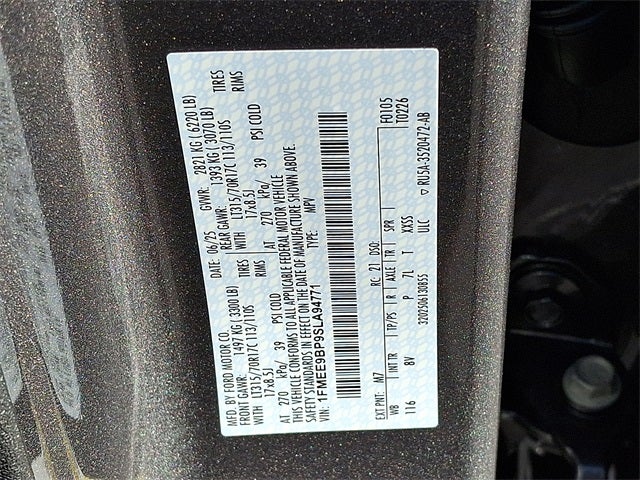 MFD. BY FORD MOTOR CO.
DATE: 06/25 GVWR: 2821 KG (6220 LB)
FRONT GAWR: 1497 KG (3300 LB) REAR GAWR: 1393 KG (3070 LB)
WITH LT315/70R17C 113/110S TIRES WITH LT315/70R17C 113/110S TIRES
17x8.5J RIMS 17x8.5J RIMS
AT 270 kPa/ 39 PSI COLD AT 270 kPa/ 39 PSI COLD
THIS VEHICLE CONFORMS TO ALL APPLICABLE FEDERAL MOTOR VEHICLE
SAFETY STANDARDS IN EFFECT ON THE DATE OF MANUFACTURE SHOWN ABOVE.
VIN: 1FMEE9BP9SLA94771 TYPE: MPV
EXT PNT: M7 RC: 21 DSO: F0105
WB INT TR TP/PS R AXLE TR SPR T0226
116 8V P 7L T XXSS
3202506130855 ULC RU5A-3520472-AB